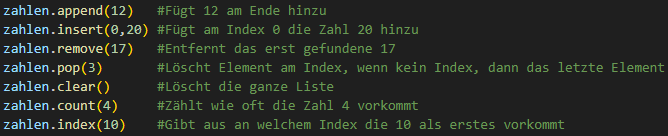 zahlen.append(12)   #Fügt 12 am Ende hinzu
zahlen.insert(0,20) #Fügt am Index 0 die Zahl 20 hinzu
zahlen.remove(17)   #Entfernt das erst gefundene 17
zahlen.pop(3)       #Löscht Element am Index, wenn kein Index, dann das letzte Element
zahlen.clear()      #Löscht die ganze Liste
zahlen.count(4)     #Zählt wie oft die Zahl 4 vorkommt
zahlen.index(10)    #Gibt aus an welchem Index die 10 als erstes vorkommt